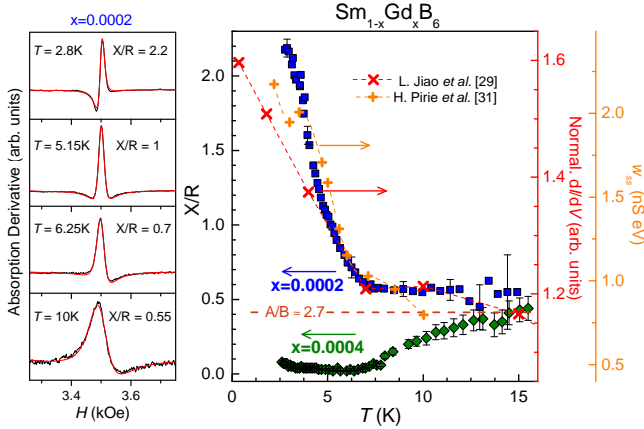 x=0.0002
T = 2.8K X/R = 2.2
T = 5.15K X/R = 1
T = 6.25K X/R = 0.7
T = 10K X/R = 0.55
Absorption Derivative (arb. units)
3.3 3.6
H (kOe)
Sm1-xGdxB6
L. Jiao et al. [29]
H. Pirie et al. [31]
x=0.0002
A/B ≈ 2.7
x=0.0004
X/R
2.0
1.5
1.0
0.5
0.0
0 5 10 15
T (K)
1.6
1.4
1.2
Normal. dI/dV (arb. units)
2.0
1.5
1.0
0.5
wss (nS eV)